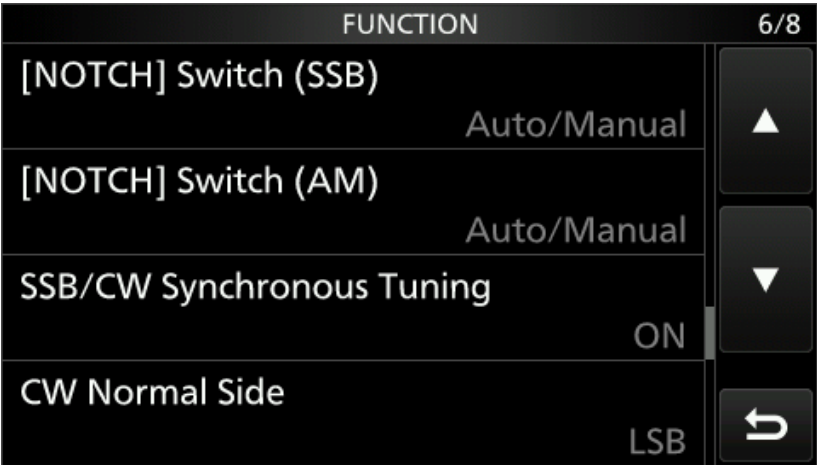 FUNCTION 6/8
[NOTCH] Switch (SSB)
Auto/Manual
[NOTCH] Switch (AM)
Auto/Manual
SSB/CW Synchronous Tuning
ON
CW Normal Side
LSB